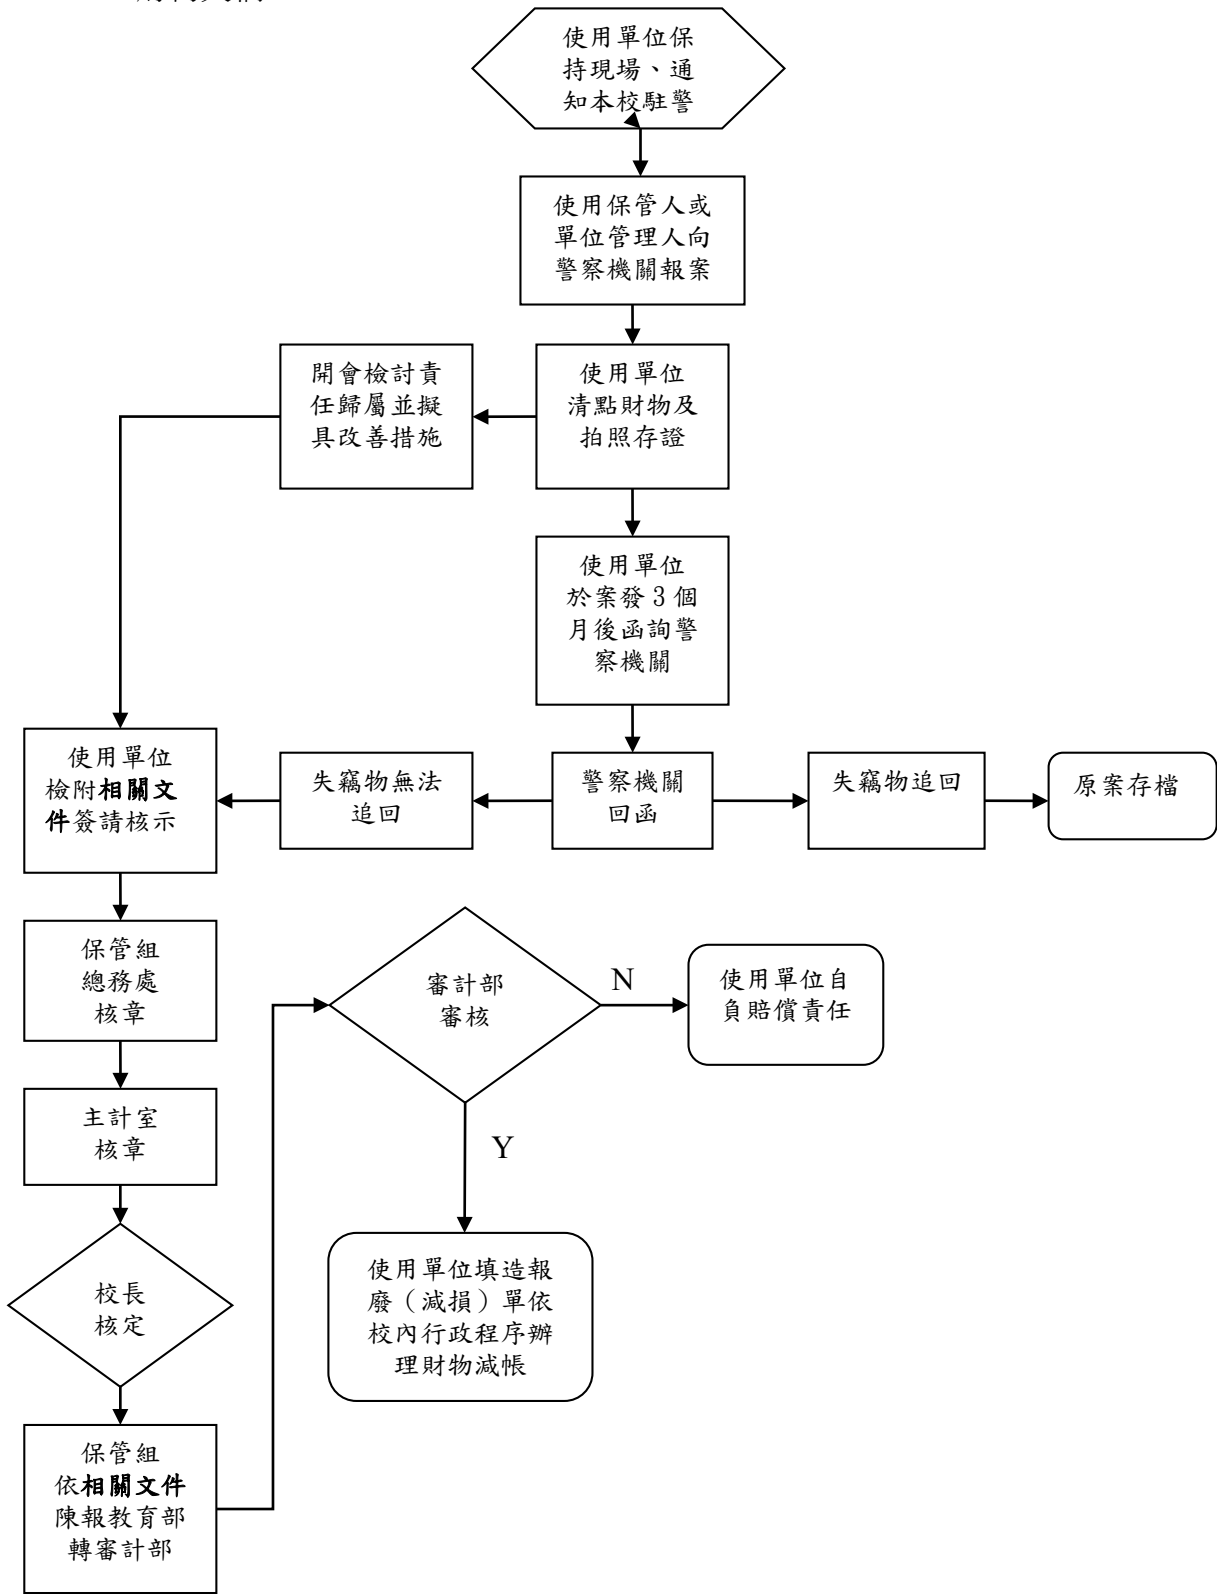 使用單位保
持現場、通
知本校駐警
使用保管人或
單位管理人向
警察機關報案
開會檢討責
任歸屬並擬
具改善措施
使用單位
清點財物及
拍照存證
使用單位
於案發3個
月後函詢警
察機關
使用單位
檢附相關文
件簽請核示
失竊物無法
追回
警察機關
回函
失竊物追回
原案存檔
保管組
總務處
核章
審計部
審核
N
使用單位自
負賠償責任
主計室
核章
Y
校長
核定
使用單位填造報
廢（減損）單依
校內行政程序辦
理財物減帳
保管組
依相關文件
陳報教育部
轉審計部